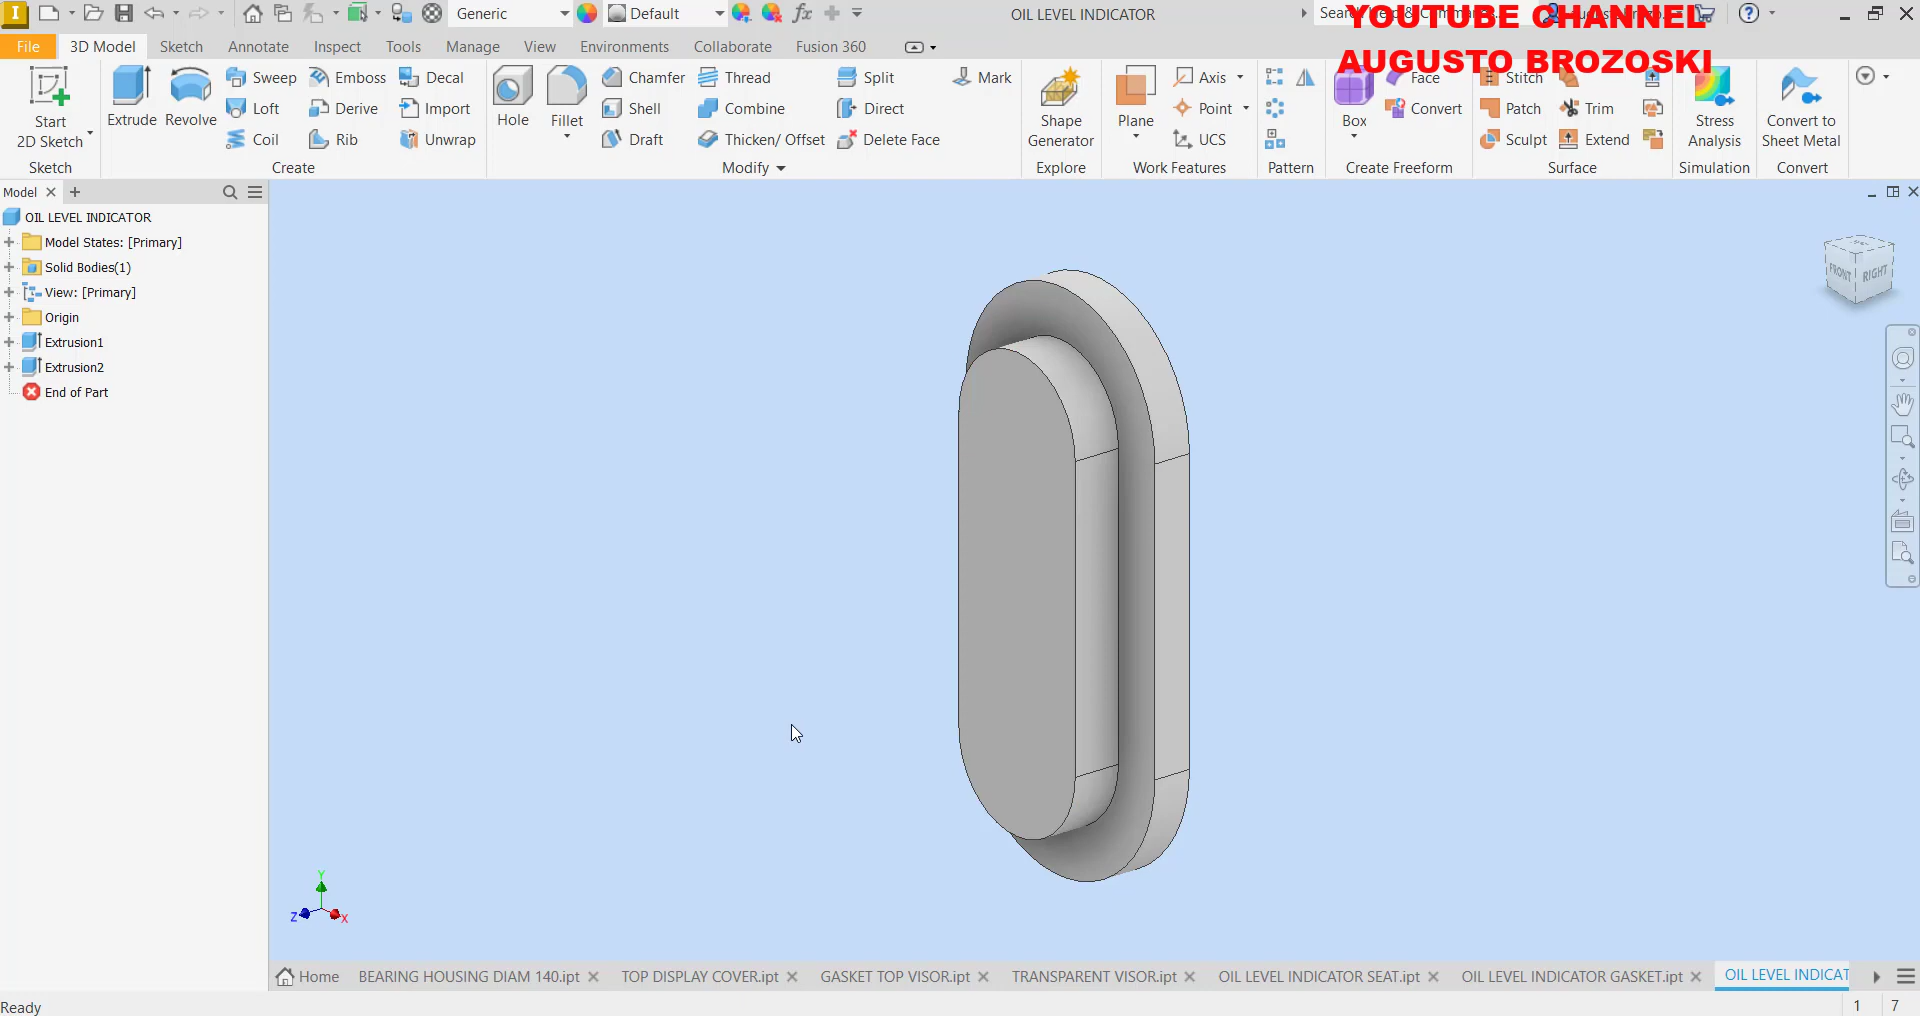 Generic
Default
OIL LEVEL INDICATOR
YOUTUBE CHANNEL
AUGUSTO BROZOSKI
File
3D Model
Sketch
Annotate
Inspect
Tools
Manage
View
Environments
Collaborate
Fusion 360
Start
2D Sketch
Sketch
Extrude
Revolve
Sweep
Loft
Coil
Emboss
Derive
Rib
Decal
Import
Unwrap
Create
Hole
Fillet
Chamfer
Shell
Draft
Thread
Combine
Thicken/ Offset
Split
Direct
Delete Face
Modify
Mark
Shape
Generator
Explore
Plane
Axis
Point
UCS
Work Features
Pattern
Box
Face
Convert
Create Freeform
Stitch
Patch
Sculpt
Trim
Extend
Surface
Stress
Analysis
Simulation
Convert to
Sheet Metal
Convert
Model
OIL LEVEL INDICATOR
Model States: [Primary]
Solid Bodies(1)
View: [Primary]
Origin
Extrusion1
Extrusion2
End of Part
FRONT
RIGHT
Y
Z
X
Home
BEARING HOUSING DIAM 140.ipt
TOP DISPLAY COVER.ipt
GASKET TOP VISOR.ipt
TRANSPARENT VISOR.ipt
OIL LEVEL INDICATOR SEAT.ipt
OIL LEVEL INDICATOR GASKET.ipt
OIL LEVEL INDICAT
Ready
1
7